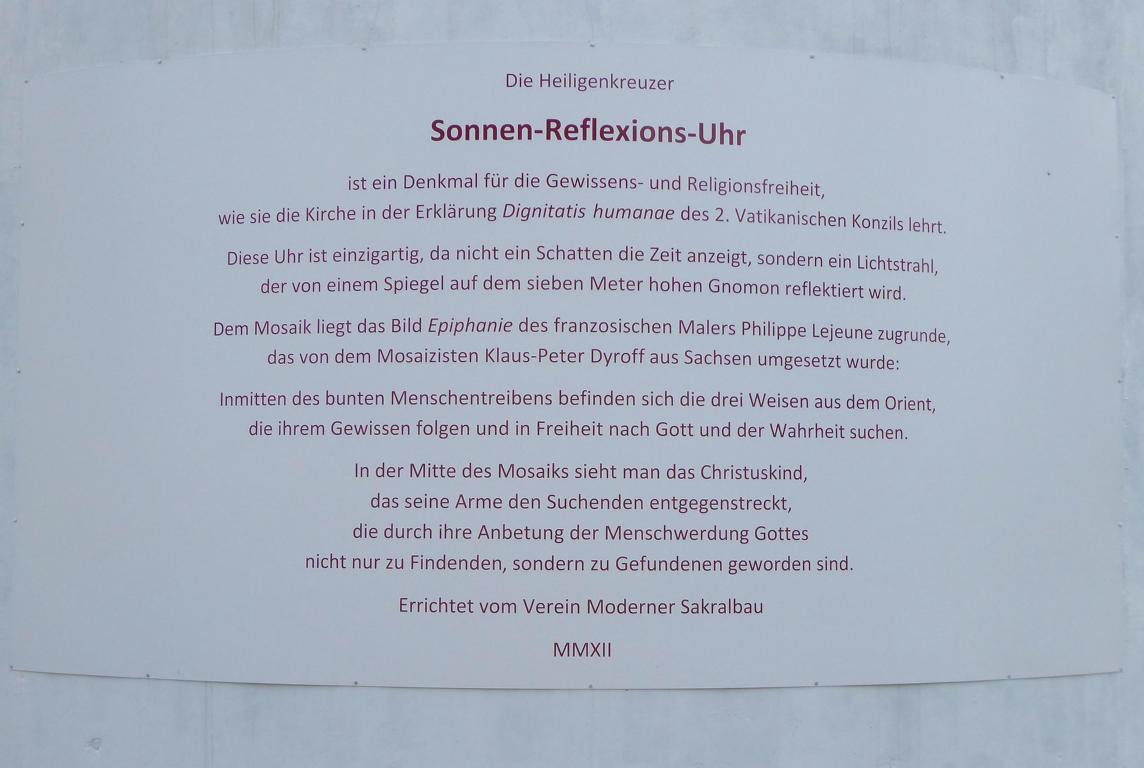 Die Heiligenkreuzer
Sonnen-Reflexions-Uhr
ist ein Denkmal für die Gewissens- und Religionsfreiheit,
wie sie die Kirche in der Erklärung Dignitatis humanae des 2. Vatikanischen Konzils lehrt.
Diese Uhr ist einzigartig, da nicht ein Schatten die Zeit anzeigt, sondern ein Lichtstrahl,
der von einem Spiegel auf dem sieben Meter hohen Gnomon reflektiert wird.
Dem Mosaik liegt das Bild Epiphanie des franzosischen Malers Philippe Lejeune zugrunde,
das von dem Mosaizisten Klaus-Peter Dyroff aus Sachsen umgesetzt wurde:
Inmitten des bunten Menschentreibens befinden sich die drei Weisen aus dem Orient,
die ihrem Gewissen folgen und in Freiheit nach Gott und der Wahrheit suchen.
In der Mitte des Mosaiks sieht man das Christuskind,
das seine Arme den Suchenden entgegenstreckt,
die durch ihre Anbetung der Menschwerdung Gottes
nicht nur zu Findenden, sondern zu Gefundenen geworden sind.
Errichtet vom Verein Moderner Sakralbau
MMXII